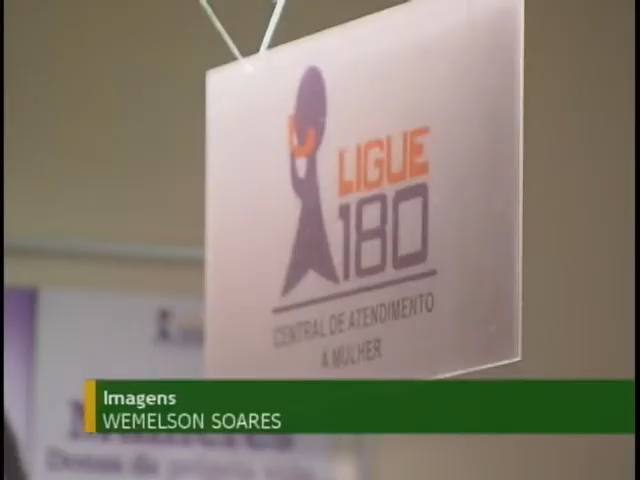 LIGUE
180
CENTRAL DE ATENDIMENTO
A MULHER
Imagens
WEMELSON SOARES